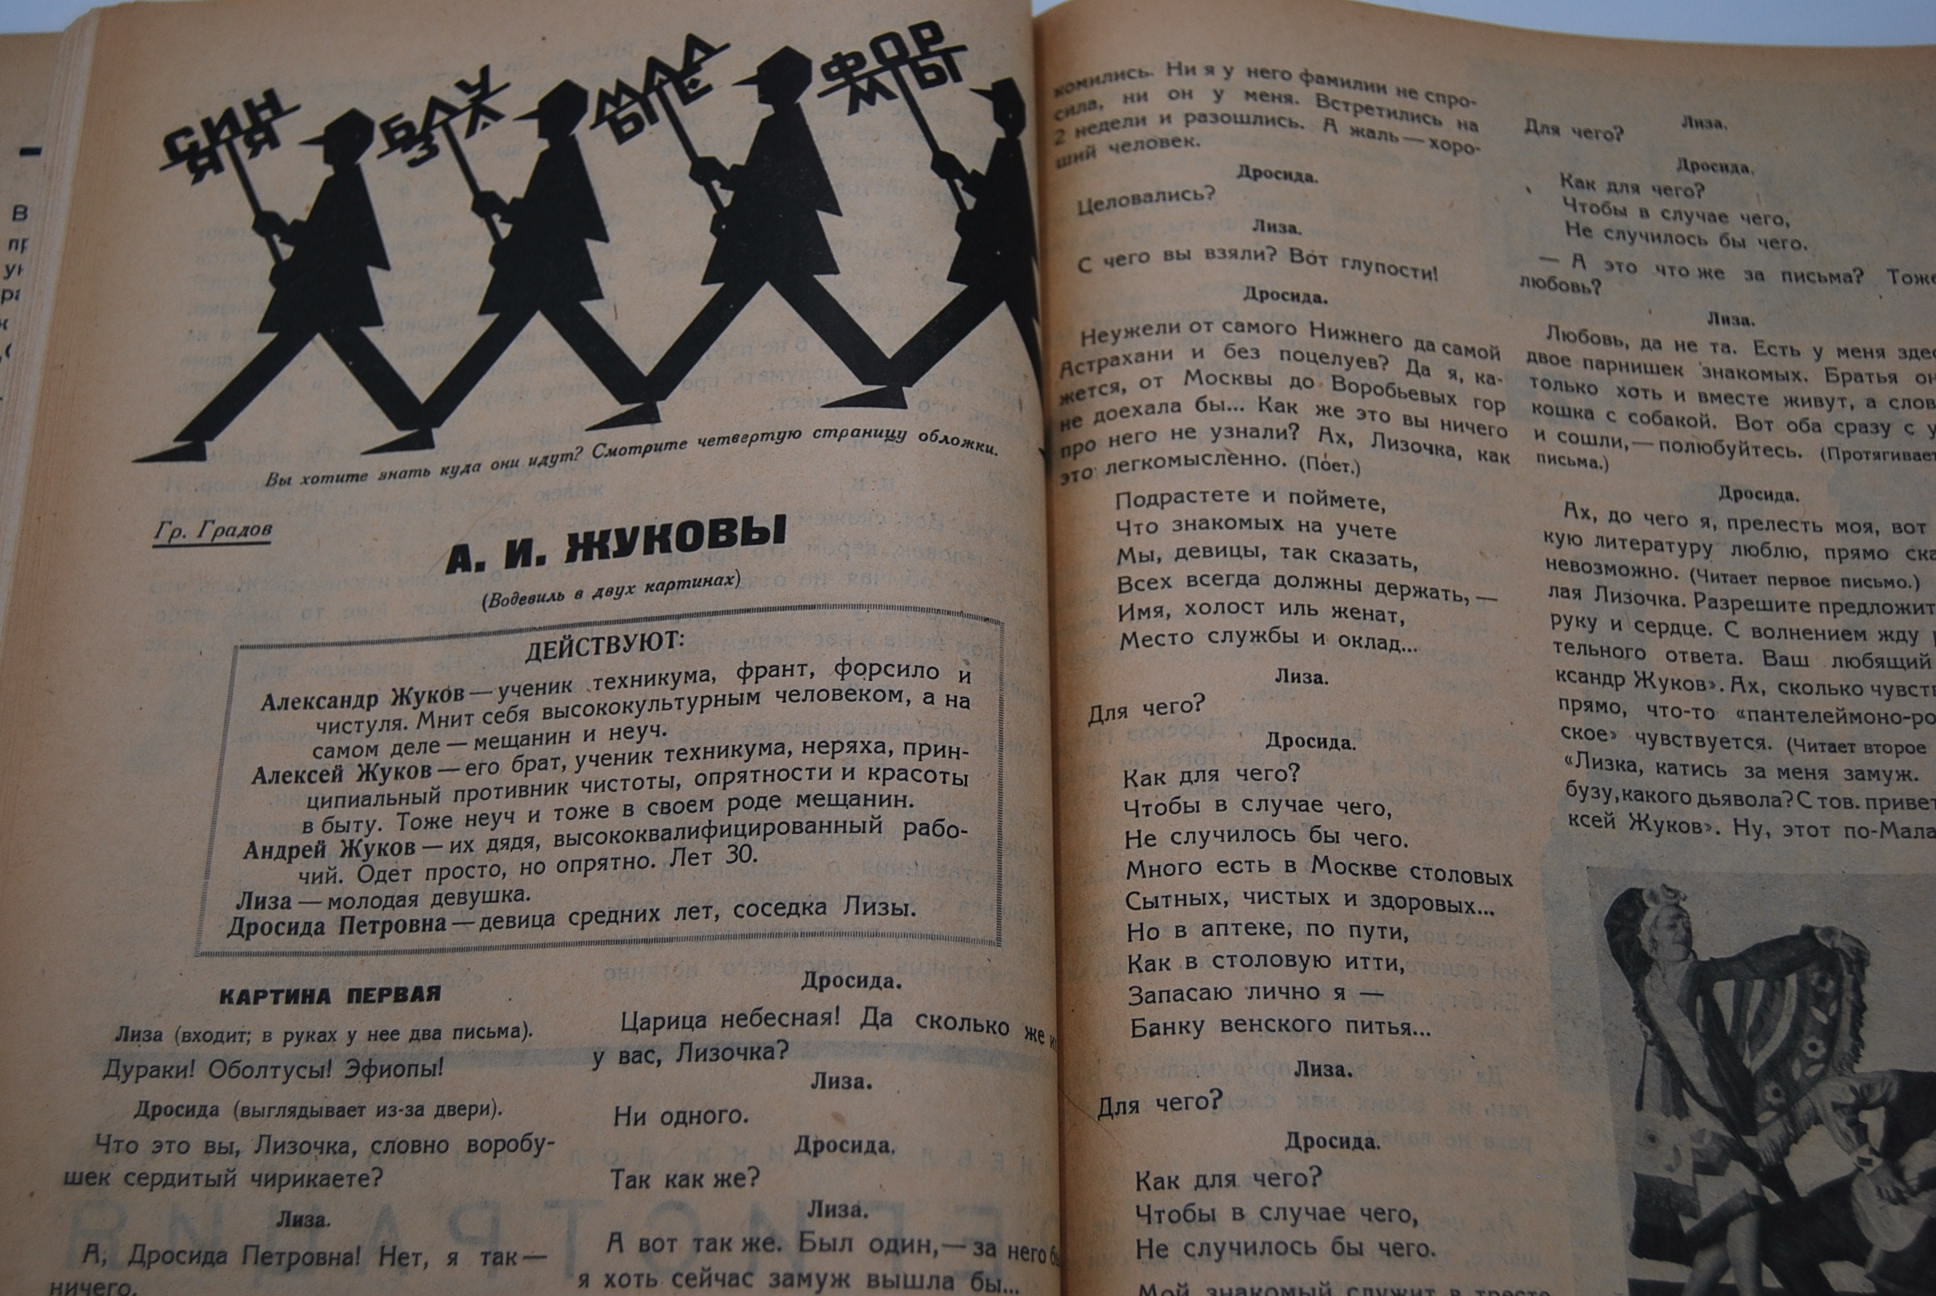 СИН
ЯЯ
БЛУ
ЗА
МАЛ
ЫЕ
ФОР
МЫ
Вы хотите знать куда они идут? Смотрите четвертую страницу обложки.
Гр. Градов
А. И. ЖУКОВЫ
(Водевиль в двух картинах)
ДЕЙСТВУЮТ:
Александр Жуков — ученик техникума, франт, форсило и
чистуля. Мнит себя высококультурным человеком, а на
самом деле — мещанин и неуч.
Алексей Жуков — его брат, ученик техникума, неряха, прин-
ципиальный противник чистоты, опрятности и красоты
в быту. Тоже неуч и тоже в своем роде мещанин.
Андрей Жуков — их дядя, высококвалифицированный рабо-
чий. Одет просто, но опрятно. Лет 30.
Лиза — молодая девушка.
Дросида Петровна — девица средних лет, соседка Лизы.
КАРТИНА ПЕРВАЯ
Лиза (входит; в руках у нее два письма).
Дураки! Оболтусы! Эфиопы!
Дросида (выглядывает из-за двери).
Что это вы, Лизочка, словно воробу-
шек сердитый чирикаете?
Лиза.
А, Дросида Петровна! Нет, я так —
ничего.
Дросида.
Царица небесная! Да сколько же
у вас, Лизочка?
Лиза.
Ни одного.
Дросида.
Так как же?
Лиза.
А вот так же. Был один, — за него
я хоть сейчас замуж вышла бы...
комились. Ни я у него фамилии не спро-
сила, ни он у меня. Встретились на
2 недели и разошлись. А жаль — хоро-
ший человек.
Дросида.
Целовались?
Лиза.
С чего вы взяли? Вот глупости!
Дросида.
Неужели от самого Нижнего да самой
Астрахани и без поцелуев? Да я, ка-
жется, от Москвы до Воробьевых гор
не доехала бы... Как же это вы ничего
про него не узнали? Ах, Лизочка, как
это легкомысленно. (Поет.)
Подрастете и поймете,
Что знакомых на учете
Мы, девицы, так сказать,
Всех всегда должны держать, —
Имя, холост иль женат,
Место службы и оклад...
Лиза.
Для чего?
Дросида.
Как для чего?
Чтобы в случае чего,
Не случилось бы чего.
Много есть в Москве столовых
Сытных, чистых и здоровых...
Но в аптеке, по пути,
Как в столовую итти,
Запасаю лично я —
Банку венского питья...
Лиза.
Для чего?
Дросида.
Как для чего?
Чтобы в случае чего,
Не случилось бы чего.
Мой знакомый служит в тресте
Лиза.
Для чего?
Дросида.
Как для чего?
Чтобы в случае чего,
Не случилось бы чего.
— А это что же за письма? Тоже
любовь?
Лиза.
Любовь, да не та. Есть у меня
двое парнишек знакомых. Братья
только хоть и вместе живут, а
кошка с собакой. Вот оба сразу с
и сошли, — полюбуйтесь. (Протягивает
письма.)
Дросида.
Ах, до чего я, прелесть моя, вот
кую литературу люблю, прямо
невозможно. (Читает первое письмо.)
лая Лизочка. Разрешите
руку и сердце. С волнением жду
тельного ответа. Ваш любящий
ксандр Жуков». Ах, сколько
прямо, что-то
ское» чувствуется. (Читает второе
«Лизка, катись за меня замуж.
бузу, какого дьявола? С тов.
ксей Жуков». Ну, этот